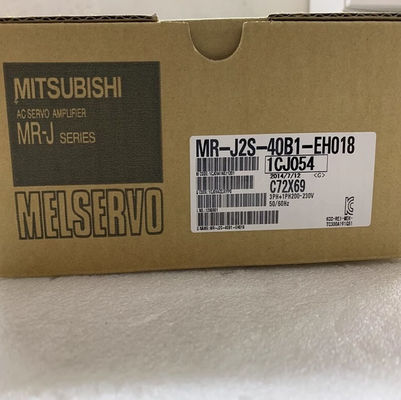 MITSUBISHI
AC SERVO AMPLIFIER
MR-J SERIES
MELSERVO
MR-J2S-40B1-EH018
1CJ054
2014/7/12 <G>
C72X69
3PH+1PH200-230V
50/60Hz